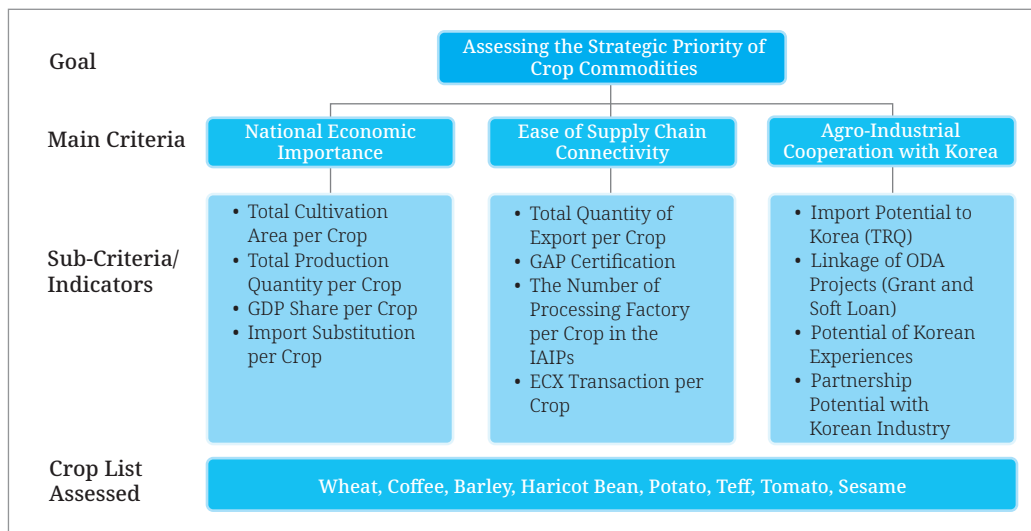 Goal
Assessing the Strategic Priority of
Crop Commodities
Main Criteria
National Economic
Importance
Ease of Supply Chain
Connectivity
Agro-Industrial
Cooperation with Korea
Sub-Criteria/
Indicators
• Total Cultivation
Area per Crop
• Total Production
Quantity per Crop
• GDP Share per Crop
• Import Substitution
per Crop
• Total Quantity of
Export per Crop
• GAP Certification
• The Number of
Processing Factory
per Crop in the
IAIPs
• ECX Transaction per
Crop
• Import Potential to
Korea (TRQ)
• Linkage of ODA
Projects (Grant and
Soft Loan)
• Potential of Korean
Experiences
• Partnership
Potential with
Korean Industry
Crop List
Assessed
Wheat, Coffee, Barley, Haricot Bean, Potato, Teff, Tomato, Sesame